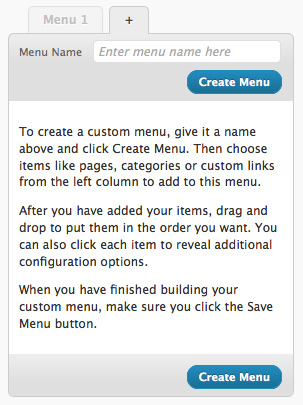 Menu 1 +
Menu Name Enter menu name here
Create Menu
To create a custom menu, give it a name
above and click Create Menu. Then choose
items like pages, categories or custom links
from the left column to add to this menu.
After you have added your items, drag and
drop to put them in the order you want. You
can also click each item to reveal additional
configuration options.
When you have finished building your
custom menu, make sure you click the Save
Menu button.
Create Menu